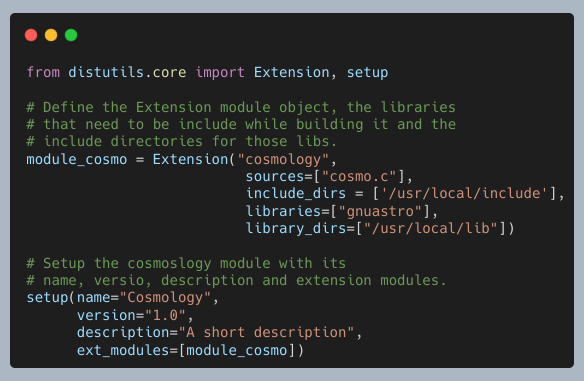 from distutils.core import Extension, setup
# Define the Extension module object, the libraries
# that need to be include while building it and the
# include directories for those libs.
module_cosmo = Extension("cosmology",
sources=["cosmo.c"],
include_dirs = ['/usr/local/include'],
libraries=["gnuastro"],
library_dirs=["/usr/local/lib"])
# Setup the cosmoslogy module with its
# name, versio, description and extension modules.
setup(name="Cosmology",
version="1.0",
description="A short description",
ext_modules=[module_cosmo])